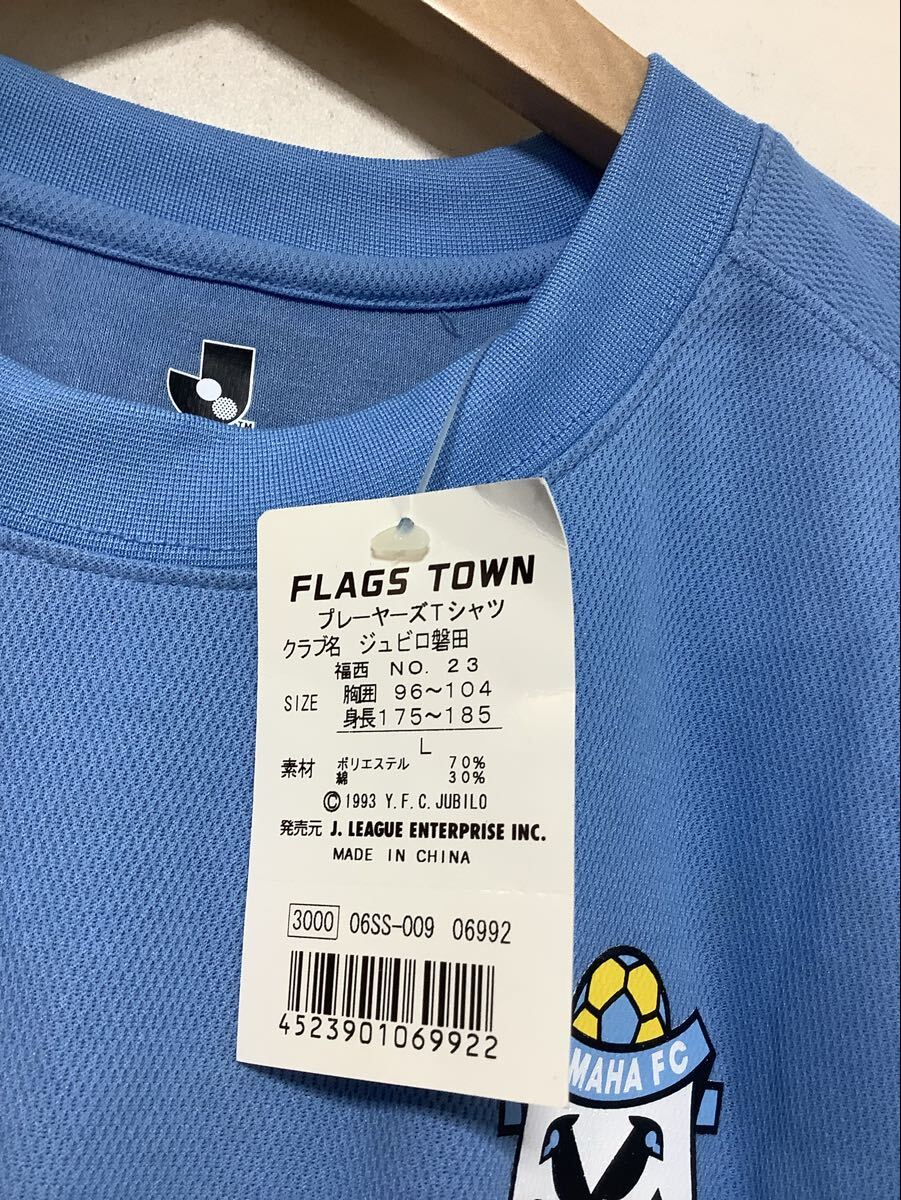 TM
FLAGS TOWN
プレーヤーズTシャツ
クラブ名 ジュビロ磐田
福西 NO. 23
SIZE 胸囲 96～104
身長175～185
L
素材 ポリエステル 70%
綿 30%
©1993 Y.F.C. JUBILO
発売元 J. LEAGUE ENTERPRISE INC.
MADE IN CHINA
3000 06SS-009 06992
4523901069922
MAHA FC